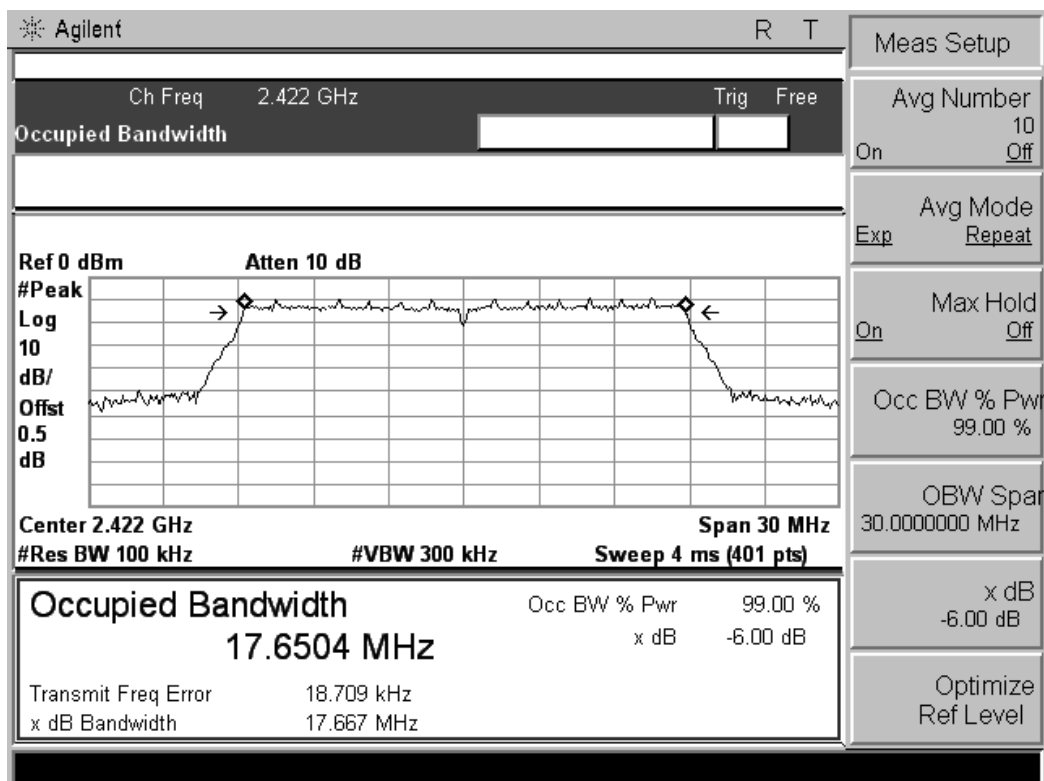 Agilent R T
Ch Freq 2.422 GHz Trig Free
Occupied Bandwidth
Ref 0 dBm Atten 10 dB
#Peak
Log
10
dB/
Offst
0.5
dB
Center 2.422 GHz Span 30 MHz
#Res BW 100 kHz #VBW 300 kHz Sweep 4 ms (401 pts)
Occupied Bandwidth
17.6504 MHz
Occ BW % Pwr 99.00 %
x dB -6.00 dB
Transmit Freq Error 18.709 kHz
x dB Bandwidth 17.667 MHz
Meas Setup
Avg Number
10
On Off
Avg Mode
Exp Repeat
Max Hold
On Off
Occ BW % Pwr
99.00 %
OBW Span
30.0000000 MHz
x dB
-6.00 dB
Optimize
Ref Level